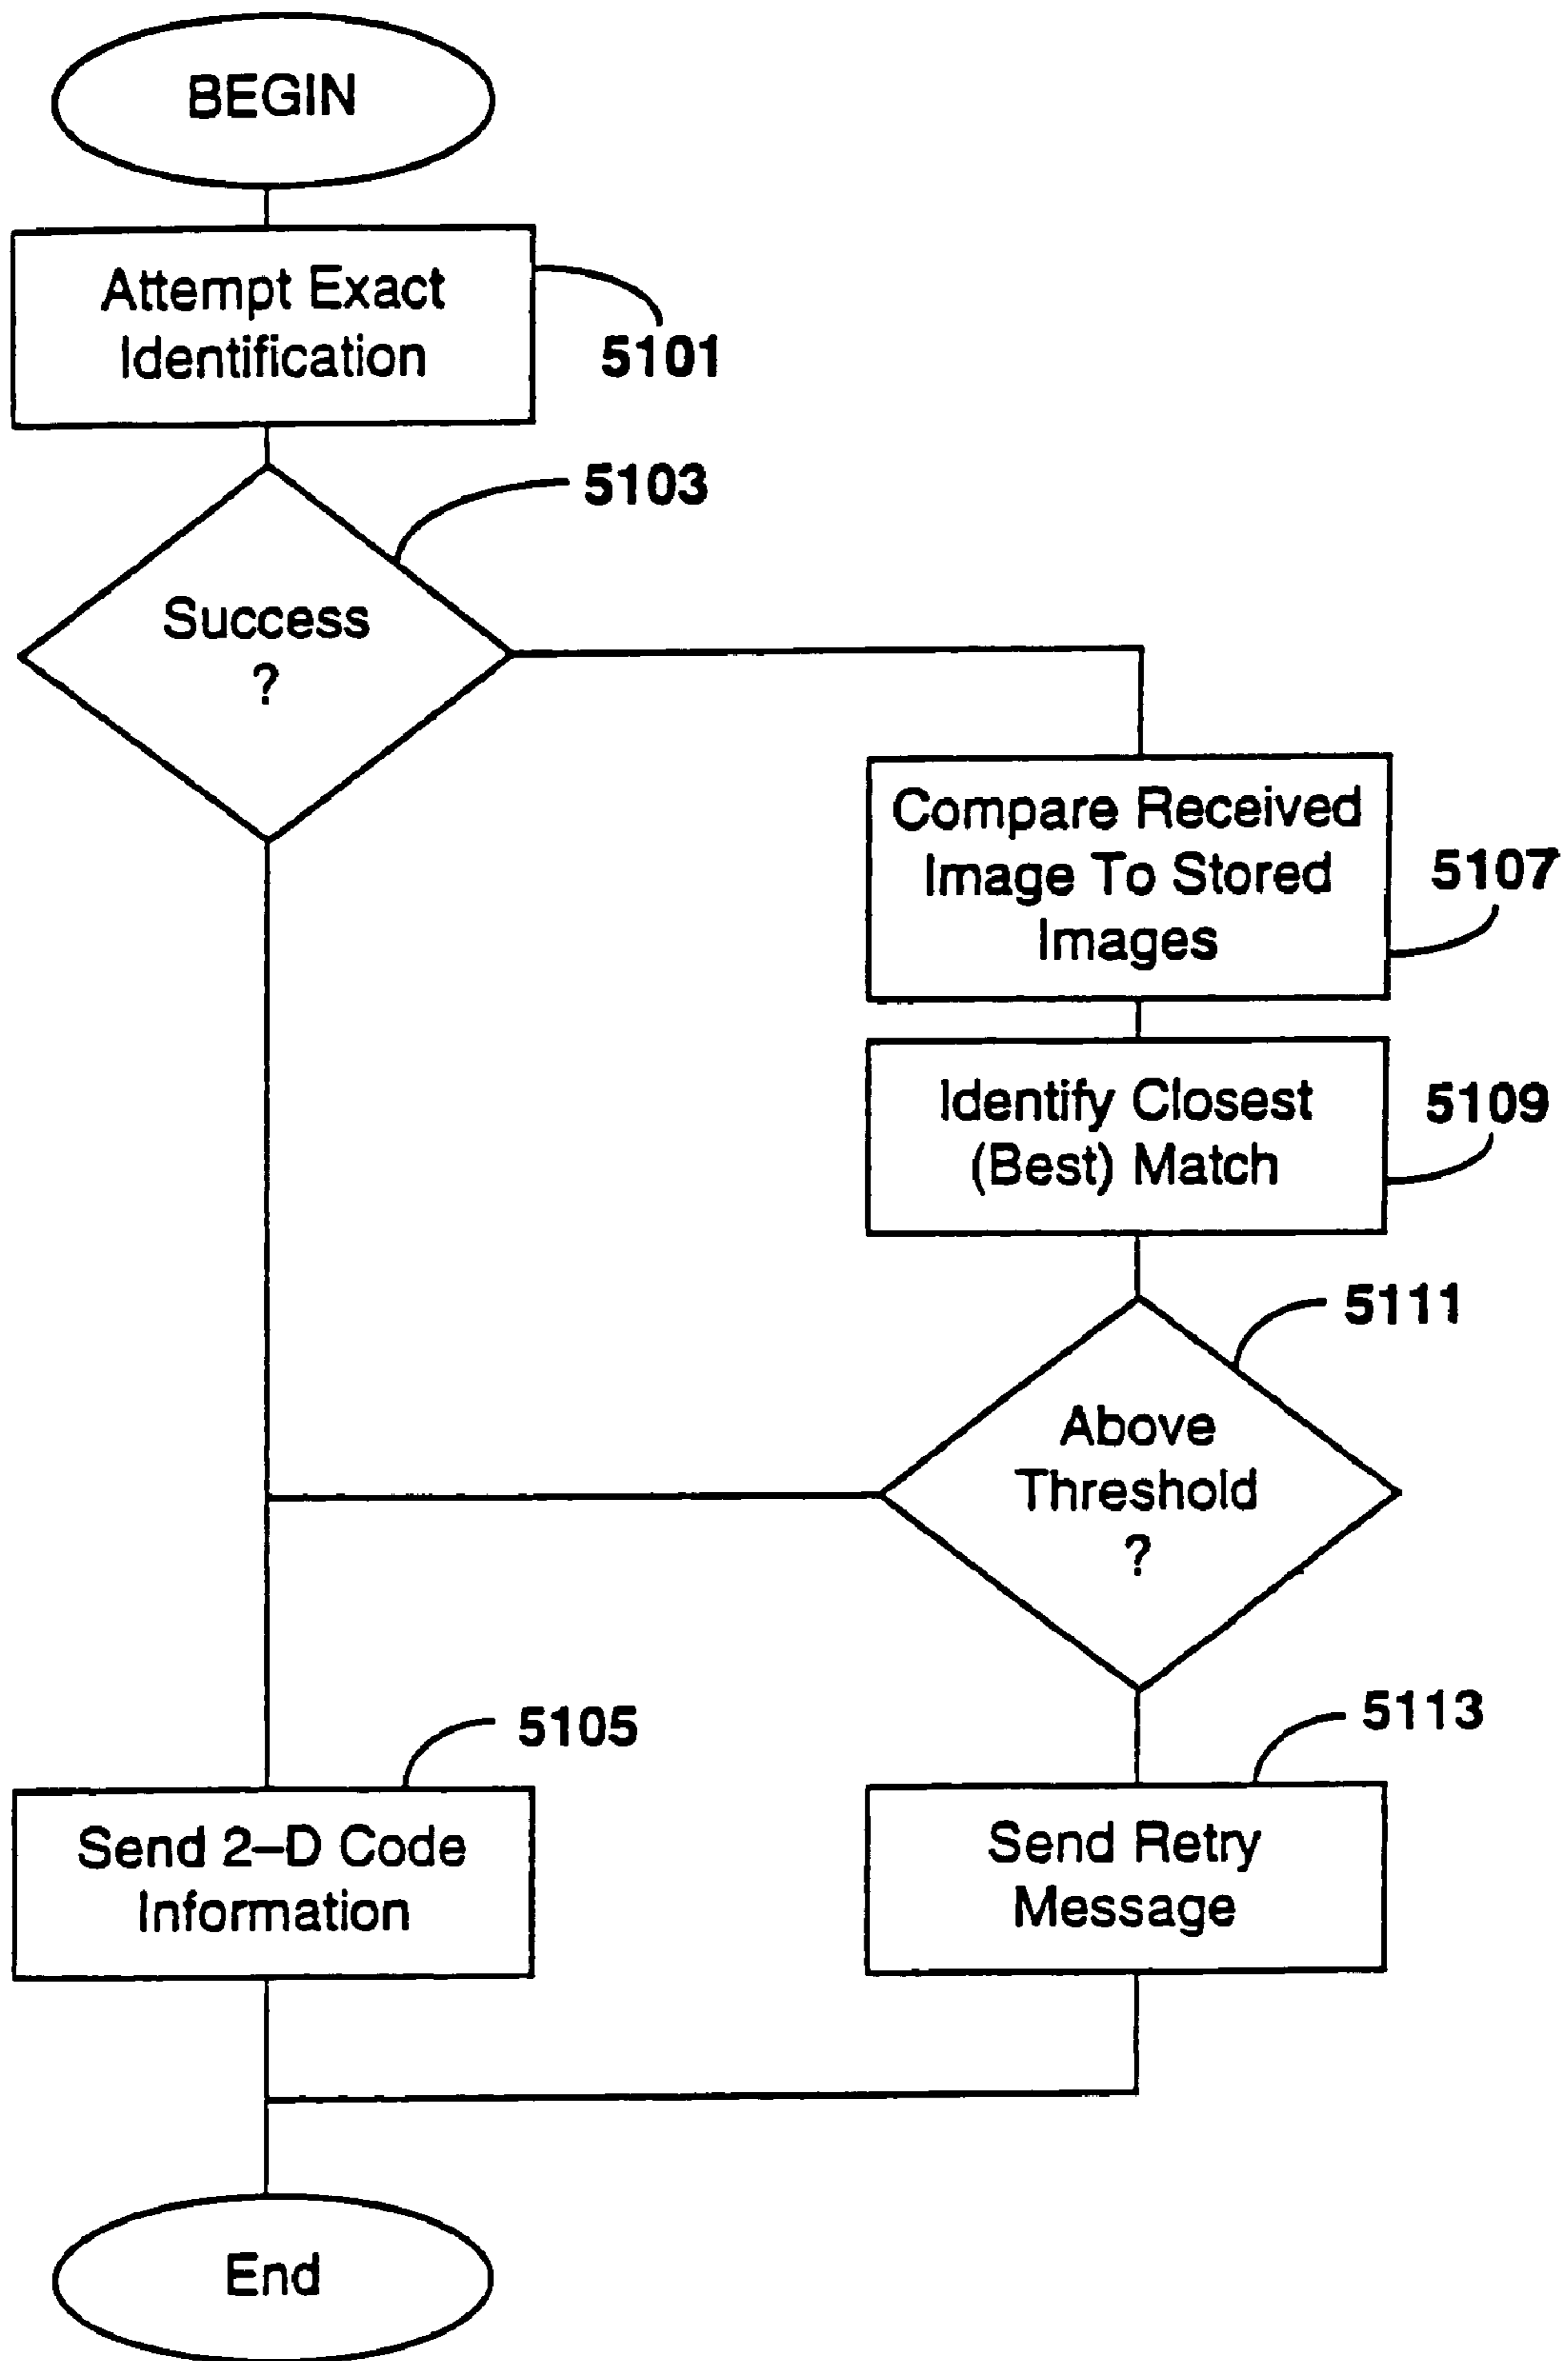 BEGIN
Attempt Exact
Identification
5101
5103
Success
?
Compare Received
Image To Stored
Images
5107
Identify Closest
(Best) Match
5109
5111
Above
Threshold
?
5105
5113
Send 2–D Code
Information
Send Retry
Message
End